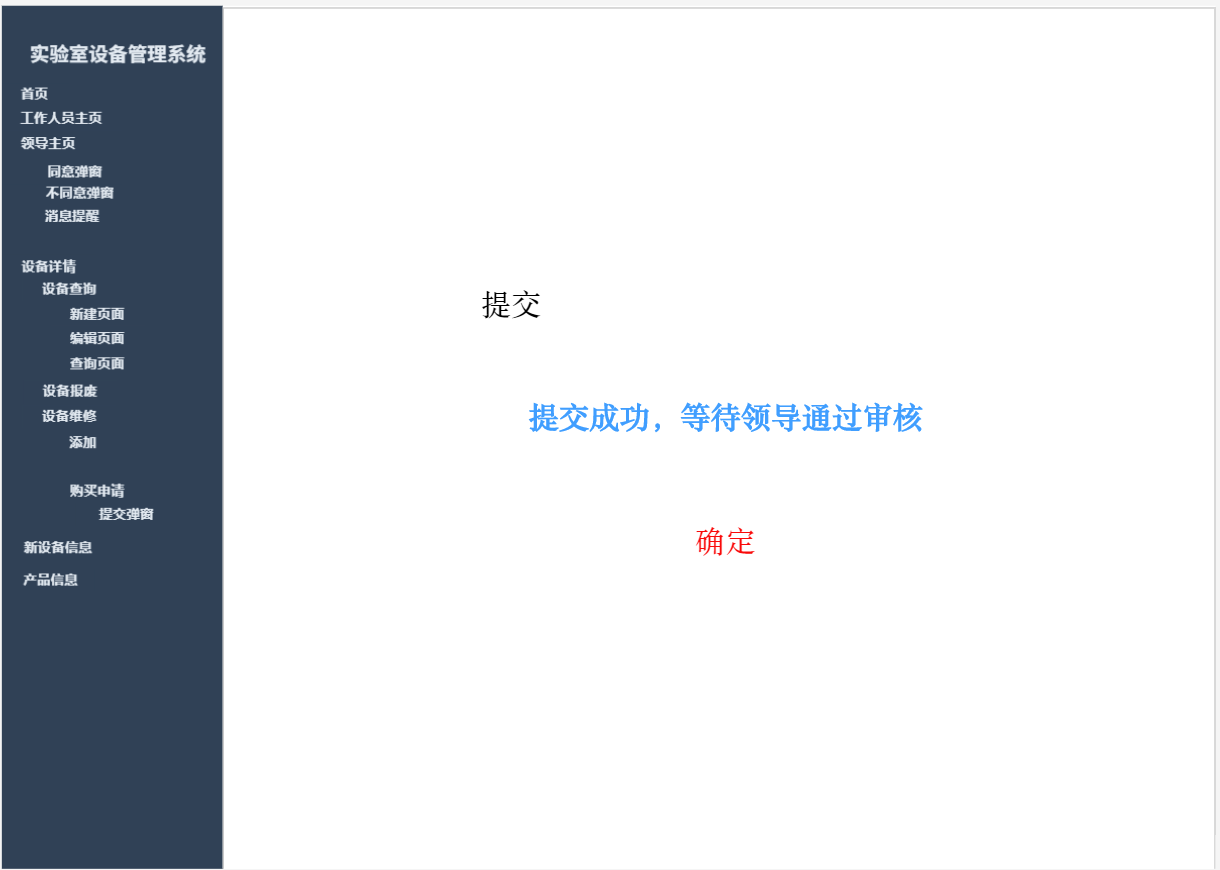 实验室设备管理系统
首页
工作人员主页
领导主页
同意弹窗
不同意弹窗
消息提醒
设备详情
设备查询
新建页面
编辑页面
查询页面
设备报废
设备维修
添加
购买申请
提交弹窗
新设备信息
产品信息
提交
提交成功，等待领导通过审核
确定